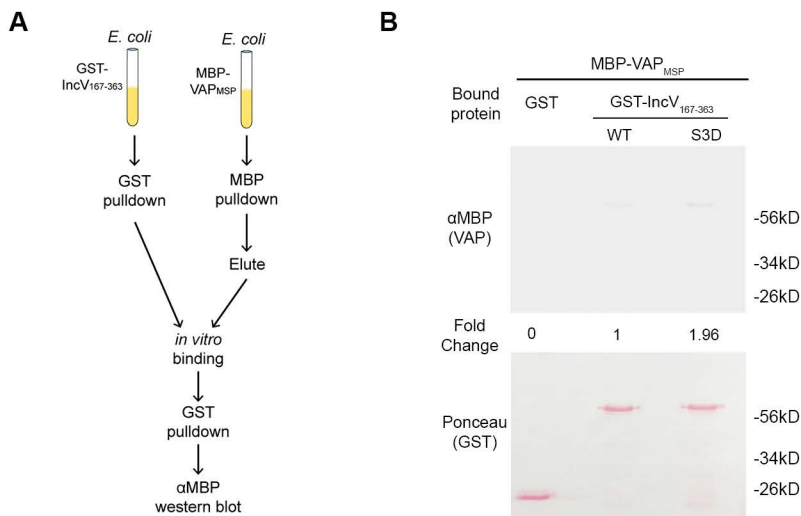 A
E. coli
E. coli
GST-
IncV167-363
MBP-
VAPMSP
GST
pulldown
MBP
pulldown
Elute
in vitro
binding
GST
pulldown
αMBP
western blot
B
MBP-VAPMSP
Bound
protein
GST
GST-IncV167-363
WT
S3D
αMBP
(VAP)
-56kD
-34kD
-26kD
Fold
Change
0
1
1.96
Ponceau
(GST)
-56kD
-34kD
-26kD